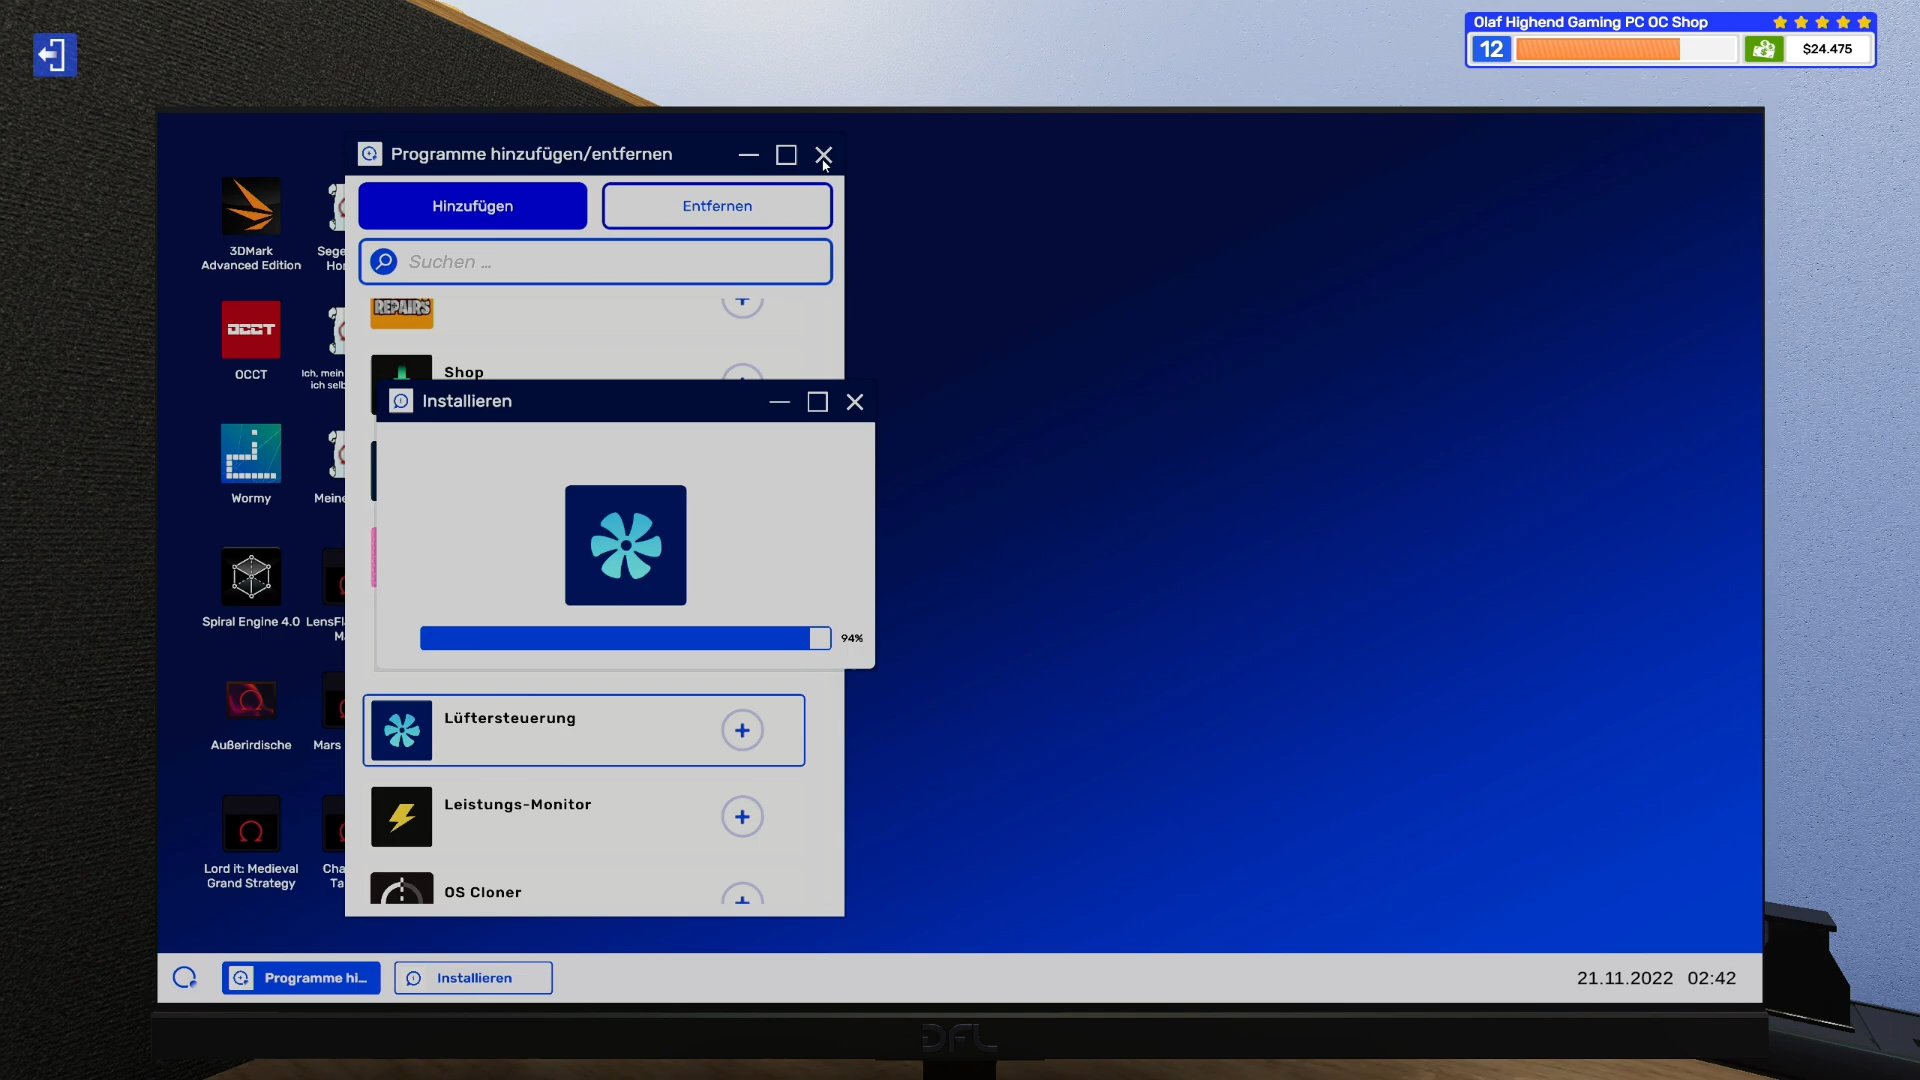 Olaf Highend Gaming PC OC Shop
12
$24.475
Programme hinzufügen/entfernen
Hinzufügen
Entfernen
Suchen ...
REPAIRS
Shop
Installieren
94%
Lüftersteuerung
Leistungs-Monitor
OS Cloner
3DMark
Advanced Edition
OCCT
OCCT
Wormy
Spiral Engine 4.0
Außerirdische
Lord it: Medieval
Grand Strategy
Sege
Hor
Ich, mein
ich selb
Meine
LensFl
Mars
Cha
Ta
Programme hi...
Installieren
21.11.2022 02:42
DFL